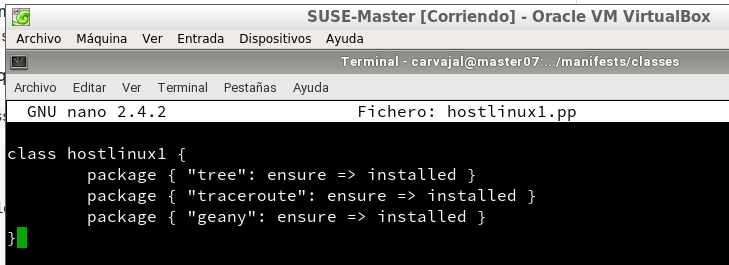 SUSE-Master [Corriendo] - Oracle VM VirtualBox
Archivo Máquina Ver Entrada Dispositivos Ayuda
Terminal - carvajal@master07:.../manifests/classes
Archivo Editar Ver Terminal Pestañas Ayuda
GNU nano 2.4.2 Fichero: hostlinux1.pp
class hostlinux1 {
package { "tree": ensure => installed }
package { "traceroute": ensure => installed }
package { "geany": ensure => installed }
}